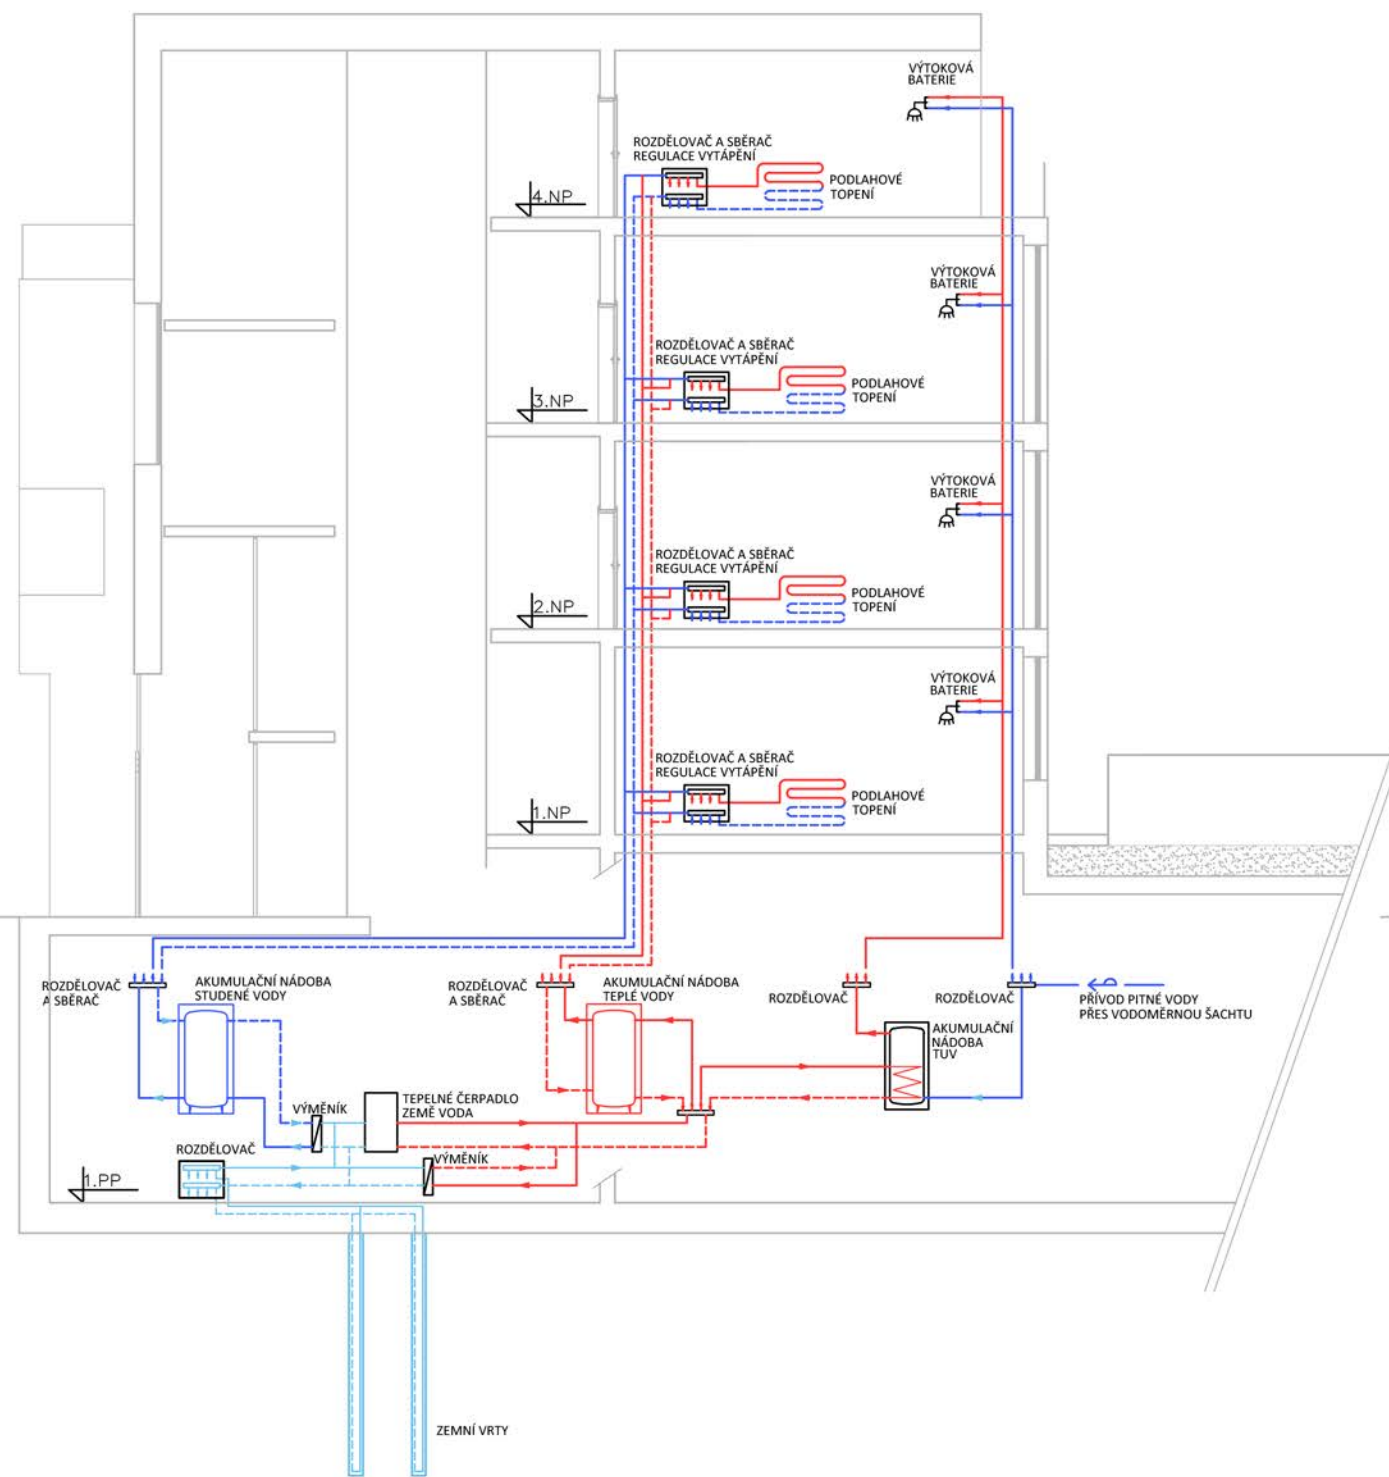 VÝTOKOVÁ
BATERIE
ROZDĚLOVAČ A SBĚRAČ
REGULACE VYTÁPĚNÍ
PODLAHOVÉ
TOPENÍ
4.NP
VÝTOKOVÁ
BATERIE
ROZDĚLOVAČ A SBĚRAČ
REGULACE VYTÁPĚNÍ
PODLAHOVÉ
TOPENÍ
3.NP
VÝTOKOVÁ
BATERIE
ROZDĚLOVAČ A SBĚRAČ
REGULACE VYTÁPĚNÍ
PODLAHOVÉ
TOPENÍ
2.NP
VÝTOKOVÁ
BATERIE
ROZDĚLOVAČ A SBĚRAČ
REGULACE VYTÁPĚNÍ
PODLAHOVÉ
TOPENÍ
1.NP
ROZDĚLOVAČ
A SBĚRAČ
AKUMULAČNÍ NÁDOBA
STUDENÉ VODY
ROZDĚLOVAČ
A SBĚRAČ
AKUMULAČNÍ NÁDOBA
TEPLÉ VODY
ROZDĚLOVAČ
ROZDĚLOVAČ
PŘÍVOD PITNÉ VODY
PŘES VODOMĚRNOU ŠACHTU
AKUMULAČNÍ
NÁDOBA
TUV
VÝMĚNÍK
TEPELNÉ ČERPADLO
ZEMĚ VODA
ROZDĚLOVAČ
VÝMĚNÍK
1.PP
ZEMNÍ VRTY